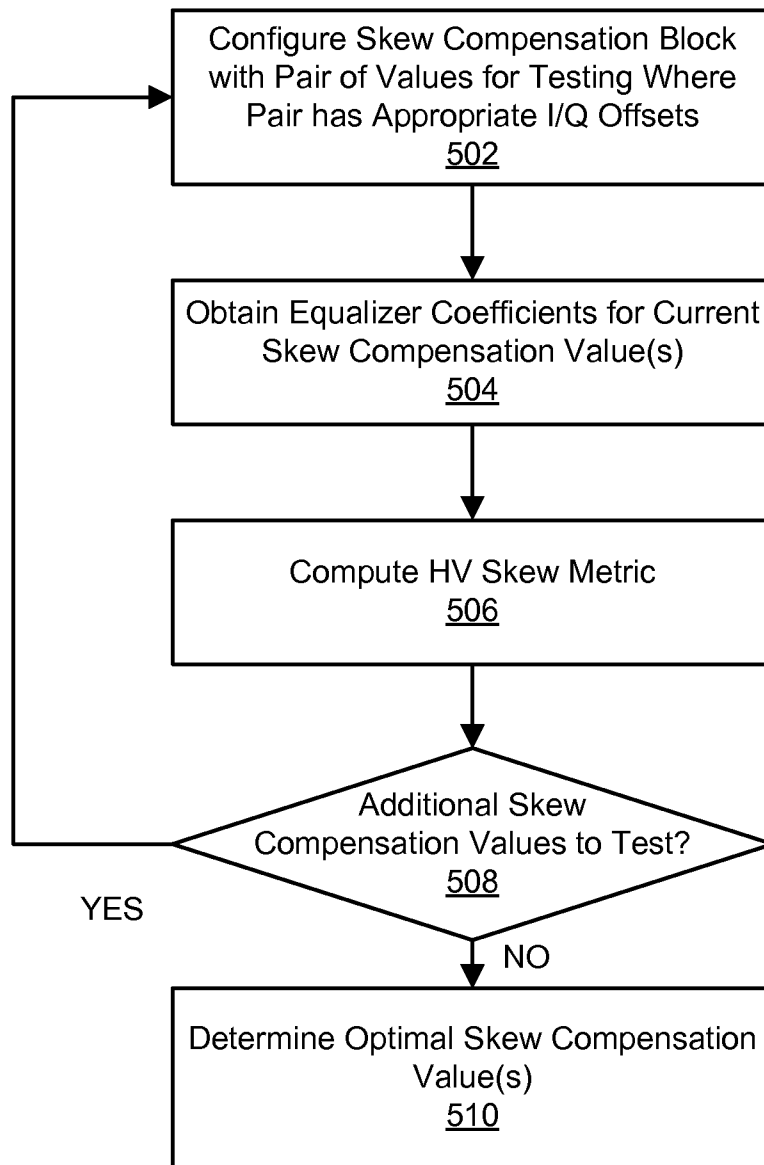 Configure Skew Compensation Block
with Pair of Values for Testing Where
Pair has Appropriate I/Q Offsets
502
Obtain Equalizer Coefficients for Current
Skew Compensation Value(s)
504
Compute HV Skew Metric
506
Additional Skew
Compensation Values to Test?
508
YES
NO
Determine Optimal Skew Compensation
Value(s)
510